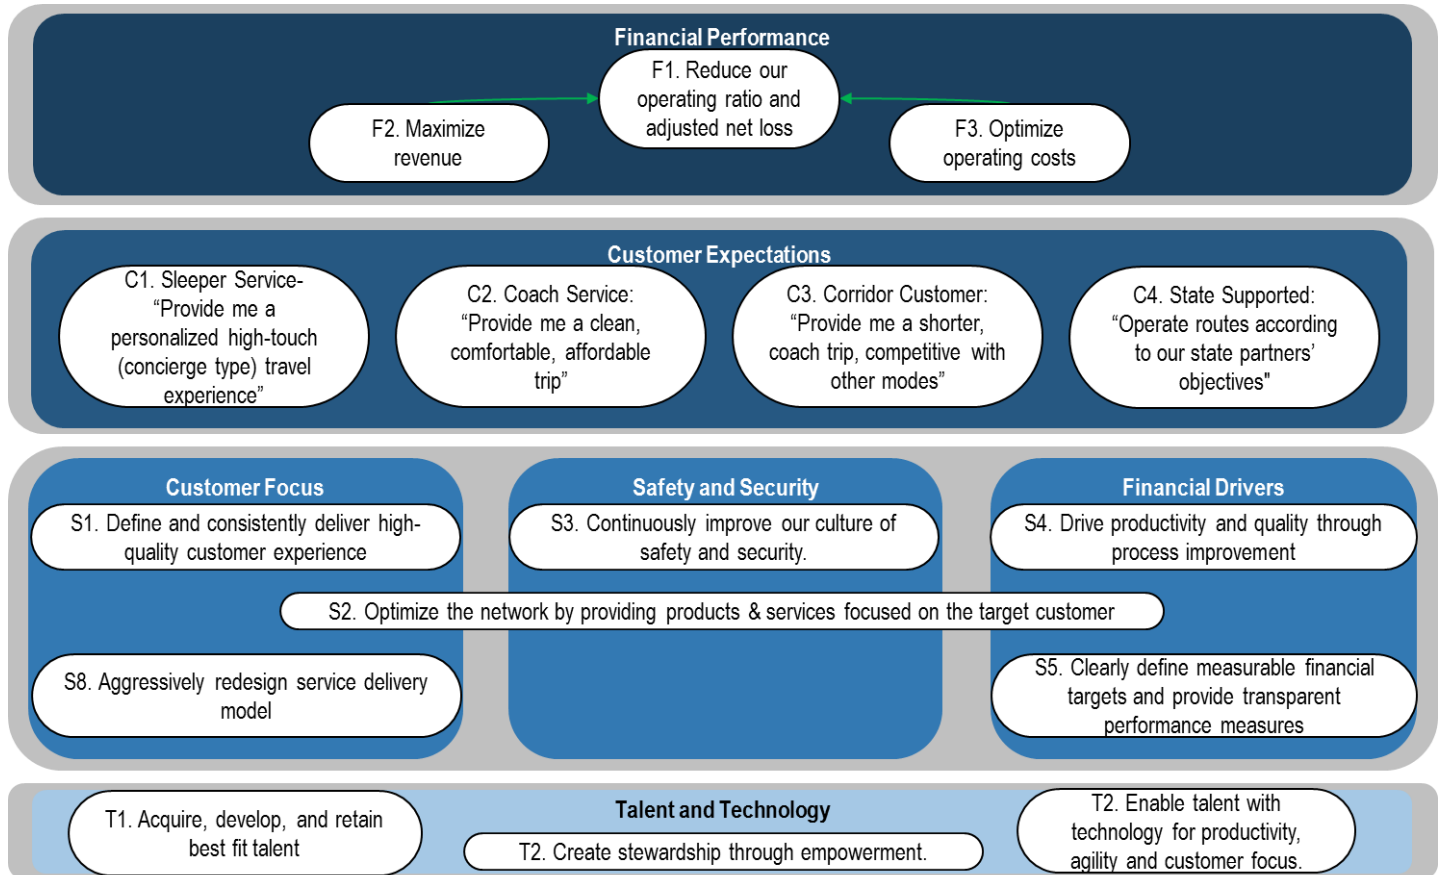 Financial Performance
F1. Reduce our
operating ratio and
adjusted net loss
F2. Maximize
revenue
F3. Optimize
operating costs
Customer Expectations
C1. Sleeper Service-
“Provide me a
personalized high-touch
(concierge type) travel
experience”
C2. Coach Service:
“Provide me a clean,
comfortable, affordable
trip”
C3. Corridor Customer:
“Provide me a shorter,
coach trip, competitive with
other modes”
C4. State Supported:
“Operate routes according
to our state partners’
objectives"
Customer Focus
S1. Define and consistently deliver high-
quality customer experience
Safety and Security
S3. Continuously improve our culture of
safety and security.
Financial Drivers
S4. Drive productivity and quality through
process improvement
S2. Optimize the network by providing products & services focused on the target customer
S8. Aggressively redesign service delivery
model
S5. Clearly define measurable financial
targets and provide transparent
performance measures
Talent and Technology
T1. Acquire, develop, and retain
best fit talent
T2. Create stewardship through empowerment.
T2. Enable talent with
technology for productivity,
agility and customer focus.